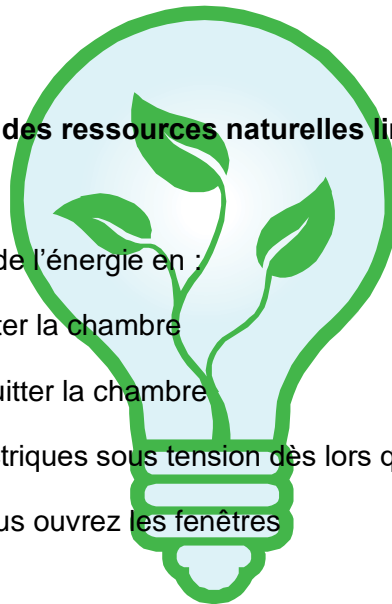 des ressources naturelles li
de l’énergie en :
ter la chambre
uitter la chambre
triques sous tension dès lors q
us ouvrez les fenêtres